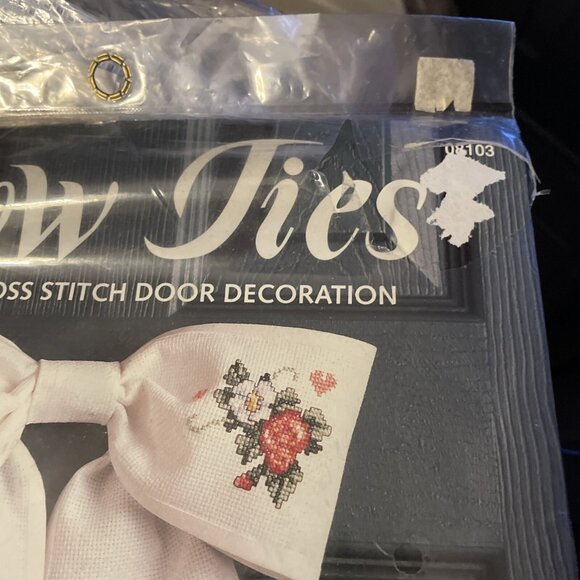 08103
ow Ties
OSS STITCH DOOR DECORATION